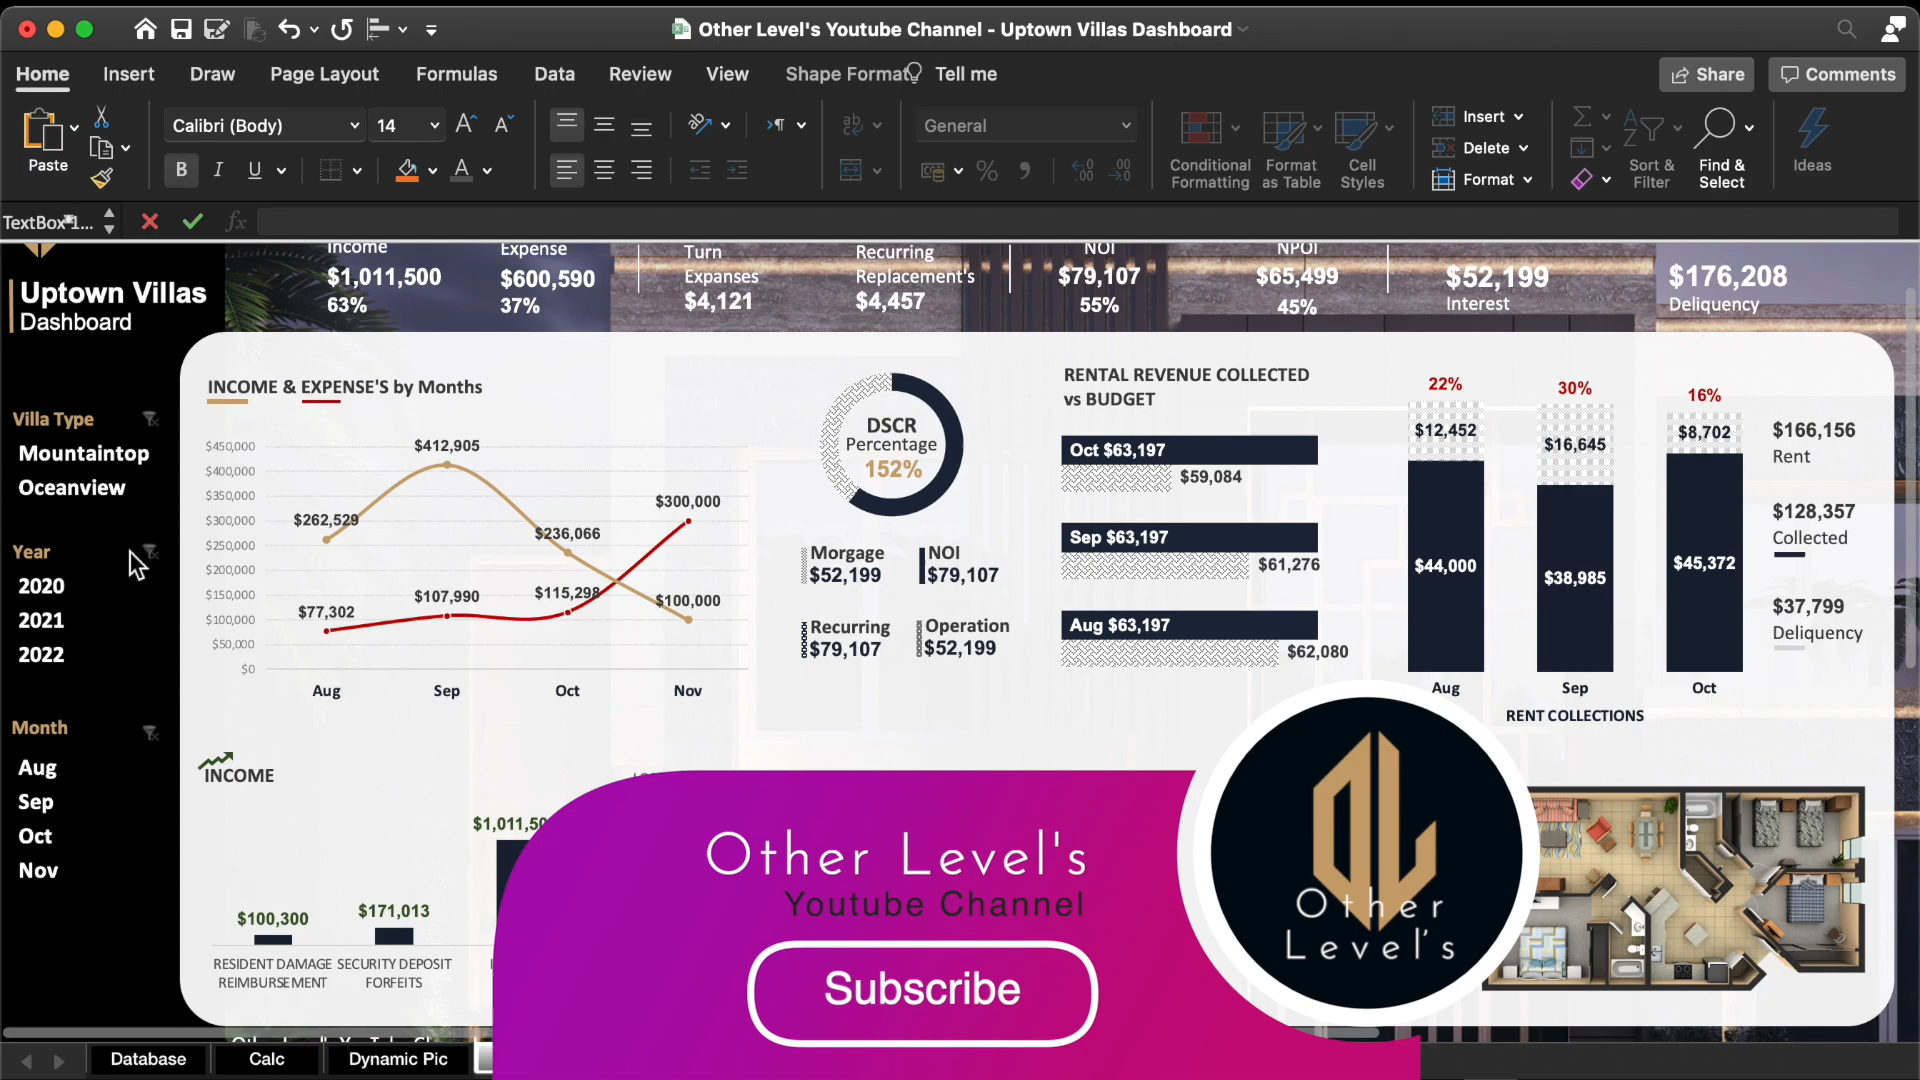 Other Level's Youtube Channel - Uptown Villas Dashboard
Home
Insert
Draw
Page Layout
Formulas
Data
Review
View
Shape Format
Tell me
Share
Comments
Paste
Calibri (Body)
14
B
I
U
General
Conditional
Formatting
Format
as Table
Cell
Styles
Insert
Delete
Format
Sort &
Filter
Find &
Select
Ideas
TextBox 1...
fx
Uptown Villas
Dashboard
Income
$1,011,500
63%
Expense
$600,590
37%
Turn
Expanses
$4,121
Recurring
Replacement's
$4,457
NOI
$79,107
55%
NPOI
$65,499
45%
$52,199
Interest
$176,208
Deliquency
Villa Type
Mountaintop
Oceanview
Year
2020
2021
2022
Month
Aug
Sep
Oct
Nov
INCOME & EXPENSE'S by Months
$450,000
$400,000
$350,000
$300,000
$250,000
$200,000
$150,000
$100,000
$50,000
$0
$262,529
$412,905
$236,066
$100,000
$77,302
$107,990
$115,298
$300,000
Aug
Sep
Oct
Nov
DSCR
Percentage
152%
Morgage
$52,199
NOI
$79,107
Recurring
$79,107
Operation
$52,199
RENTAL REVENUE COLLECTED
vs BUDGET
Oct $63,197
$59,084
Sep $63,197
$61,276
Aug $63,197
$62,080
22%
$12,452
$44,000
Aug
30%
$16,645
$38,985
Sep
16%
$8,702
$45,372
Oct
RENT COLLECTIONS
$166,156
Rent
$128,357
Collected
$37,799
Deliquency
INCOME
$100,300
RESIDENT DAMAGE
REIMBURSEMENT
$171,013
SECURITY DEPOSIT
FORFEITS
$1,011,50
Other Level's
Youtube Channel
Subscribe
Other
Level's
Database
Calc
Dynamic Pic